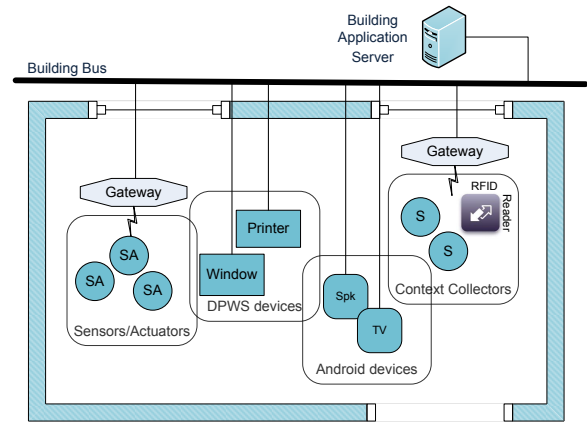 Building
Application
Server
Building Bus
Gateway
Gateway
RFID
Reader
S
S
Context Collectors
Printer
Window
DPWS devices
SA
SA
SA
Sensors/Actuators
Spk
TV
Android devices